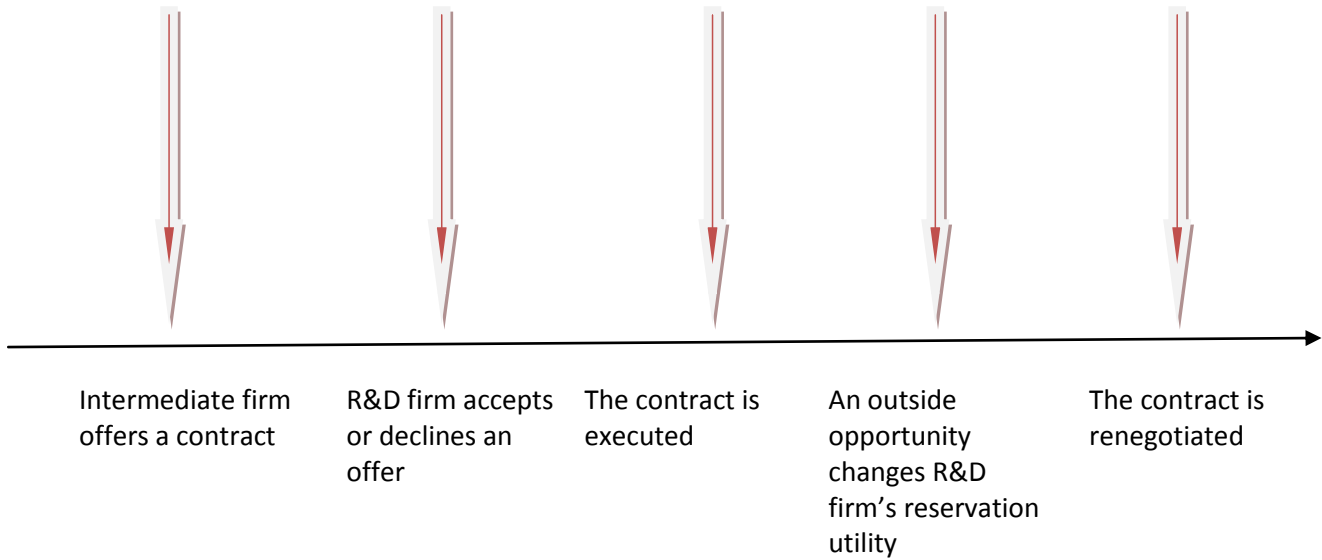 Intermediate firm
offers a contract
R&D firm accepts
or declines an
offer
The contract is
executed
An outside
opportunity
changes R&D
firm’s reservation
utility
The contract is
renegotiated